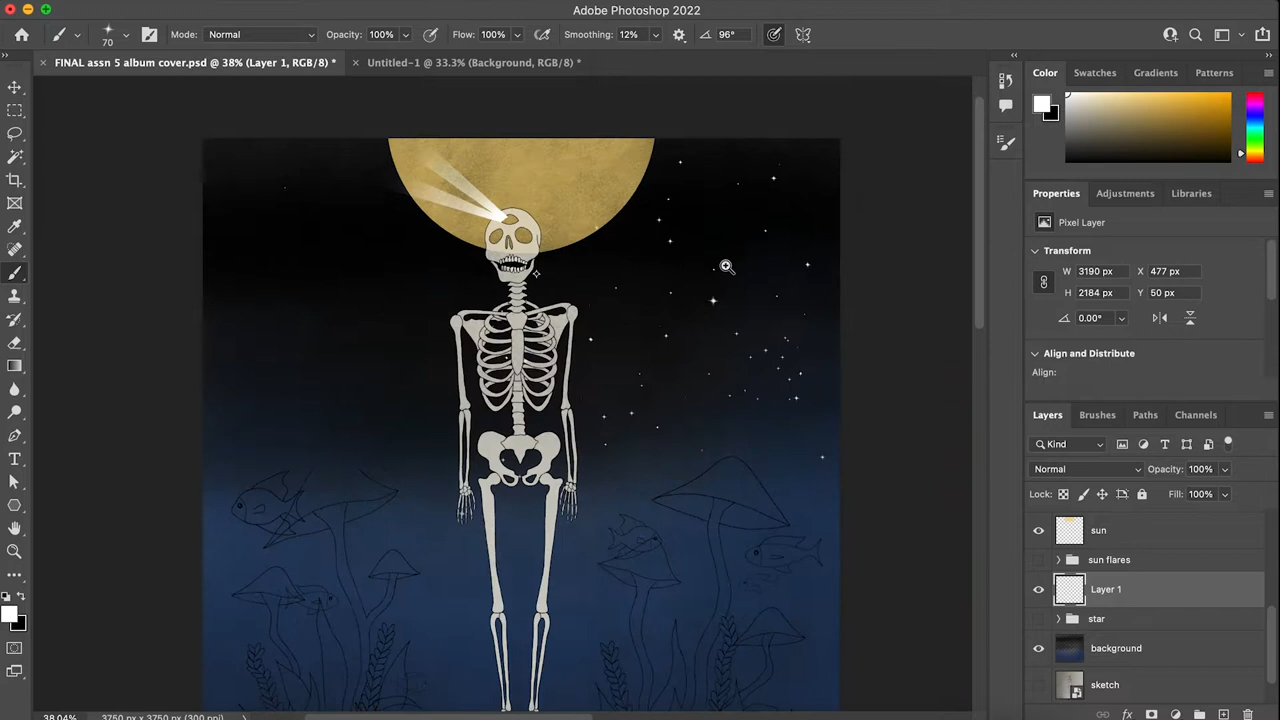 Adobe Photoshop 2022
70 Mode: Normal Opacity: 100% Flow: 100% Smoothing: 12% 96°
FINAL assn 5 album cover.psd @ 38% (Layer 1, RGB/8) * Untitled-1 @ 33.3% (Background, RGB/8) *
Color Swatches Gradients Patterns
Properties Adjustments Libraries
Pixel Layer
Transform
W 3190 px X 477 px
H 2184 px Y 50 px
0.00°
Align and Distribute
Align:
Layers Brushes Paths Channels
Kind
Normal Opacity: 100%
Lock: Fill: 100%
sun
sun flares
Layer 1
star
background
sketch
fx
38.04% 3750 px x 3750 px (300 ppi)